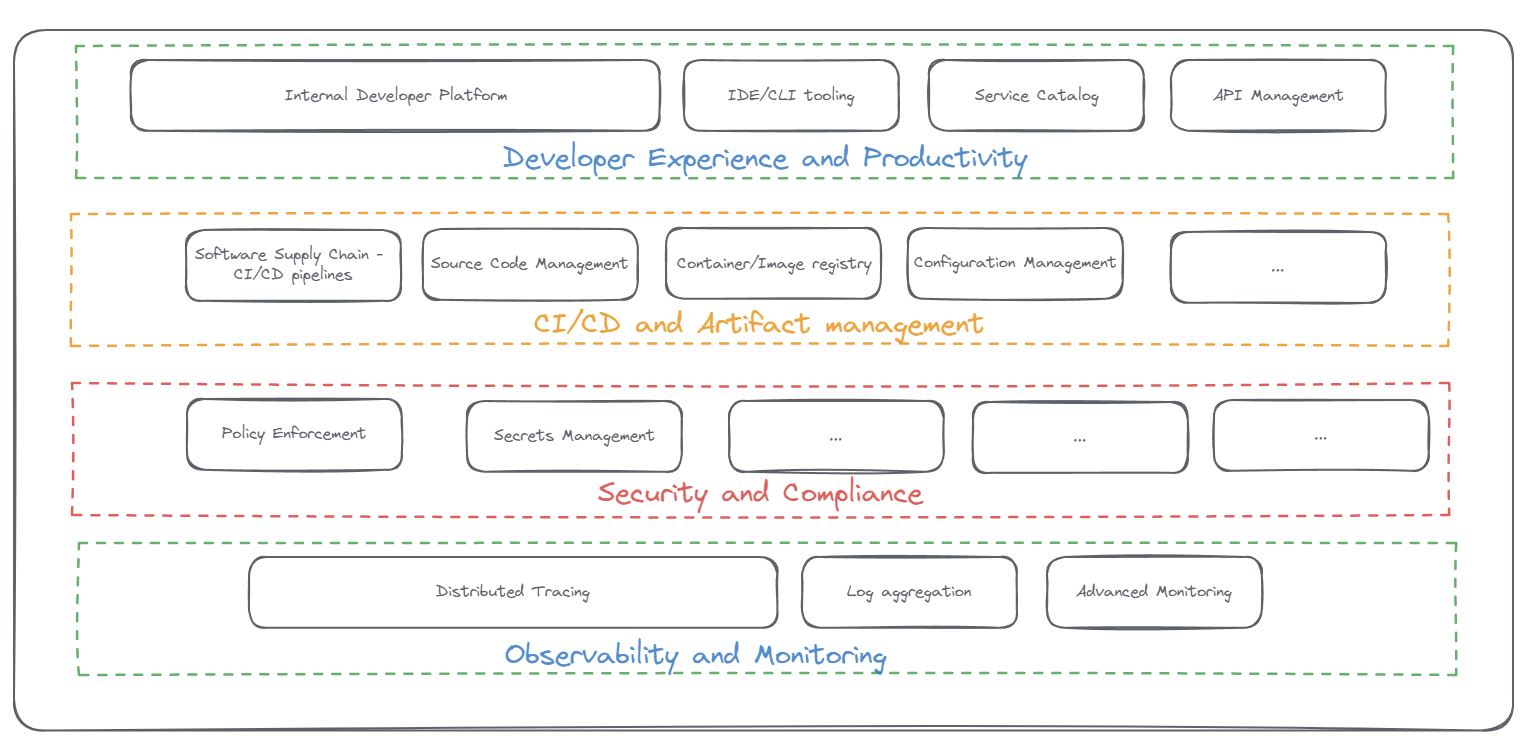 Internal Developer Platform
IDE/CLI tooling
Service Catalog
API Management
Developer Experience and Productivity
Software Supply Chain -
CI/CD pipelines
Source Code Management
Container/Image registry
Configuration Management
...
CI/CD and Artifact management
Policy Enforcement
Secrets Management
...
...
...
Security and Compliance
Distributed Tracing
Log aggregation
Advanced Monitoring
Observability and Monitoring